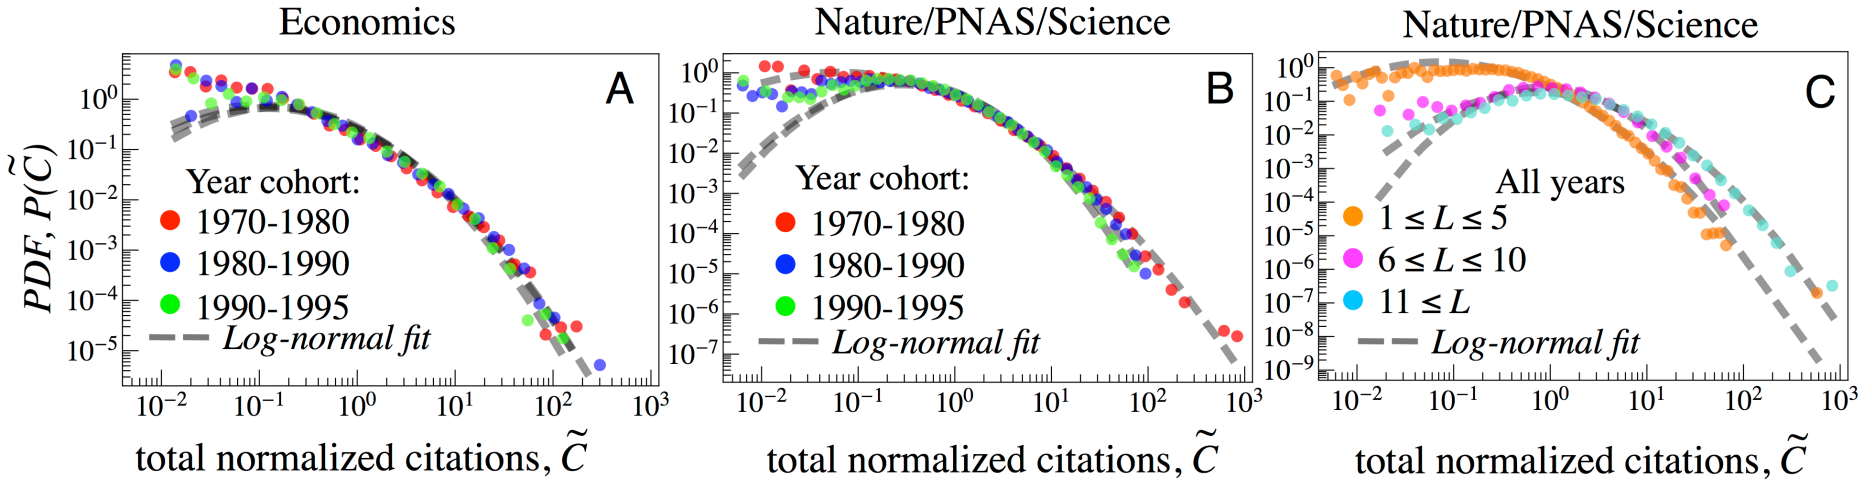 Economics
A
PDF, P(C̃)
10⁰
10⁻¹
10⁻²
10⁻³
10⁻⁴
10⁻⁵
Year cohort:
1970-1980
1980-1990
1990-1995
Log-normal fit
10⁻² 10⁻¹ 10⁰ 10¹ 10² 10³
total normalized citations, C̃
Nature/PNAS/Science
B
10⁰
10⁻¹
10⁻²
10⁻³
10⁻⁴
10⁻⁵
10⁻⁶
10⁻⁷
Year cohort:
1970-1980
1980-1990
1990-1995
Log-normal fit
10⁻² 10⁻¹ 10⁰ 10¹ 10² 10³
total normalized citations, C̃
Nature/PNAS/Science
C
10⁰
10⁻¹
10⁻²
10⁻³
10⁻⁴
10⁻⁵
10⁻⁶
10⁻⁷
10⁻⁸
10⁻⁹
All years
1 ≤ L ≤ 5
6 ≤ L ≤ 10
11 ≤ L
Log-normal fit
10⁻² 10⁻¹ 10⁰ 10¹ 10² 10³
total normalized citations, C̃